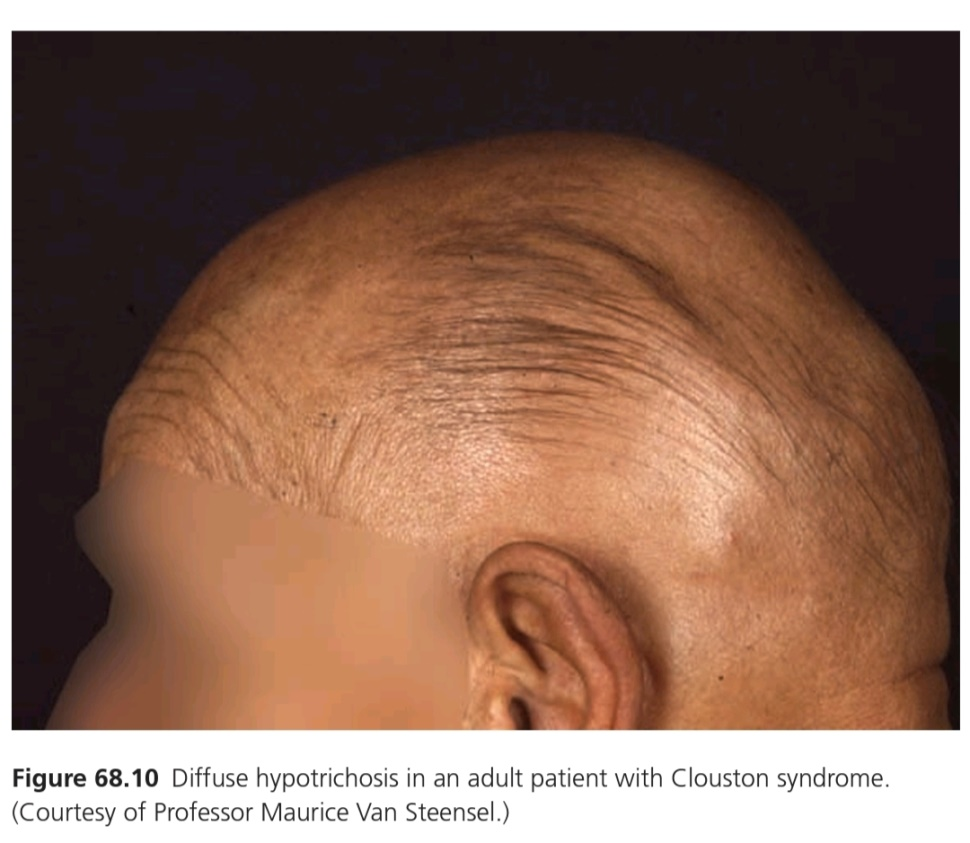 Figure 68.10 Diffuse hypotrichosis in an adult patient with Clouston syndrome.
(Courtesy of Professor Maurice Van Steensel.)